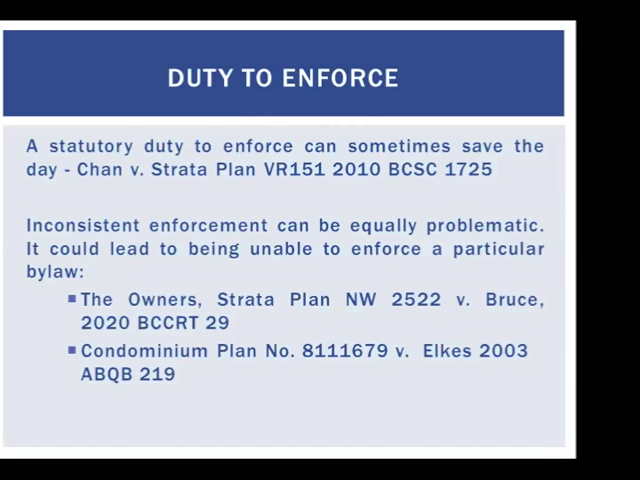 DUTY TO ENFORCE
A statutory duty to enforce can sometimes save the
day - Chan v. Strata Plan VR151 2010 BCSC 1725
Inconsistent enforcement can be equally problematic.
It could lead to being unable to enforce a particular
bylaw:
▪The Owners, Strata Plan NW 2522 v. Bruce,
2020 BCCRT 29
▪Condominium Plan No. 8111679 v. Elkes 2003
ABQB 219